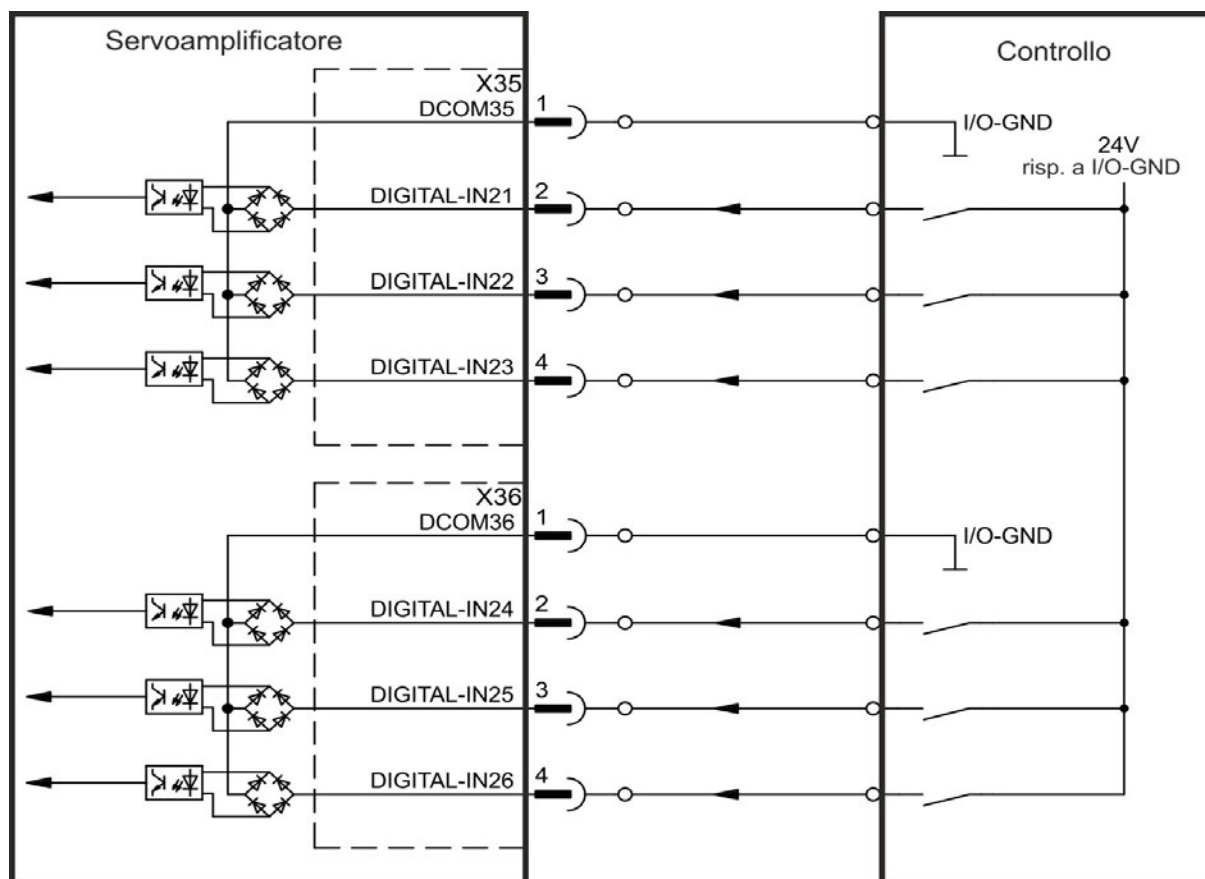 Servoamplificatore
Controllo
X35
DCOM35
1
I/O-GND
24V
risp. a I/O-GND
DIGITAL-IN21
2
DIGITAL-IN22
3
DIGITAL-IN23
4
X36
DCOM36
1
I/O-GND
DIGITAL-IN24
2
DIGITAL-IN25
3
DIGITAL-IN26
4